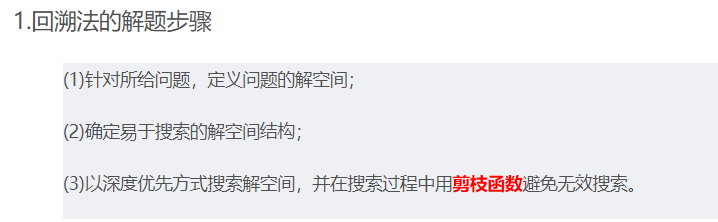 1.回溯法的解题步骤
(1)针对所给问题，定义问题的解空间；
(2)确定易于搜索的解空间结构；
(3)以深度优先方式搜索解空间，并在搜索过程中用剪枝函数避免无效搜索。